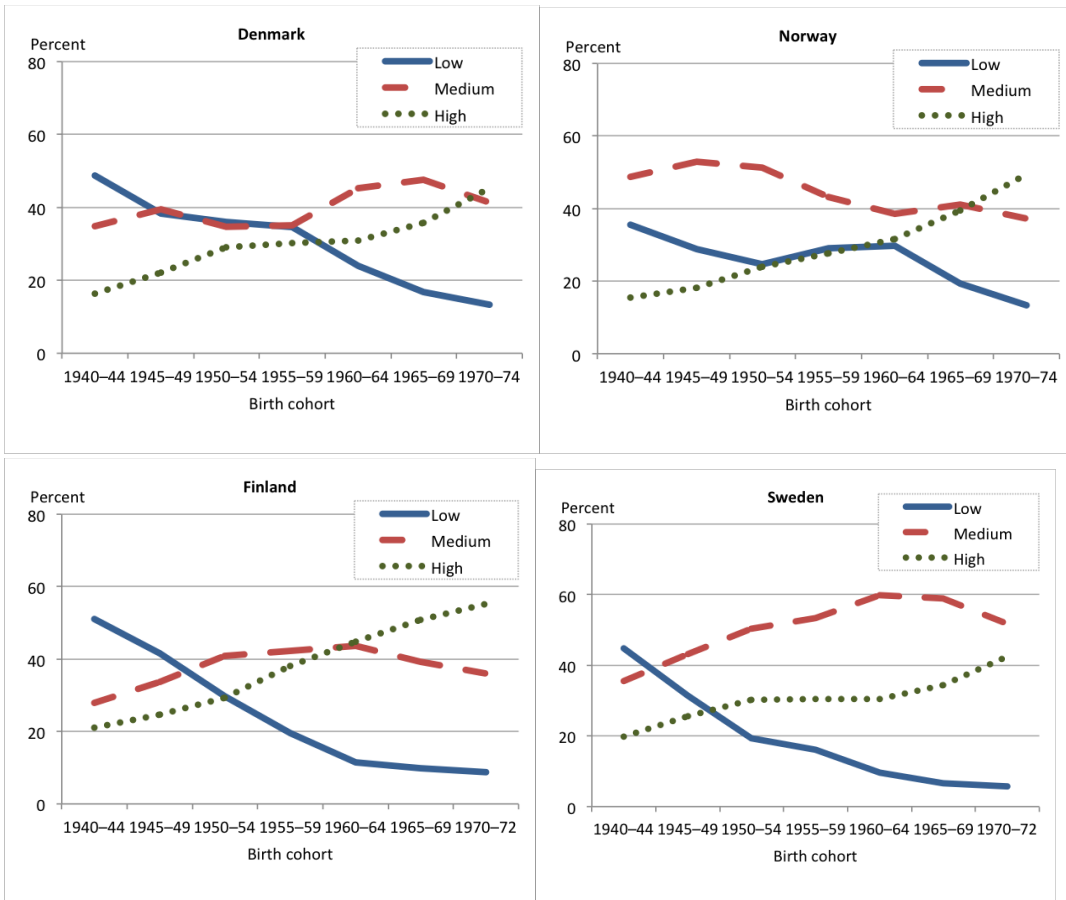 Denmark
Percent
Low
Medium
High
80
60
40
20
0
1940–44 1945–49 1950–54 1955–59 1960–64 1965–69 1970–74
Birth cohort
Norway
Percent
Low
Medium
High
80
60
40
20
0
1940–44 1945–49 1950–54 1955–59 1960–64 1965–69 1970–74
Birth cohort
Finland
Percent
Low
Medium
High
80
60
40
20
0
1940–44 1945–49 1950–54 1955–59 1960–64 1965–69 1970–72
Birth cohort
Sweden
Percent
Low
Medium
High
80
60
40
20
0
1940–44 1945–49 1950–54 1955–59 1960–64 1965–69 1970–72
Birth cohort